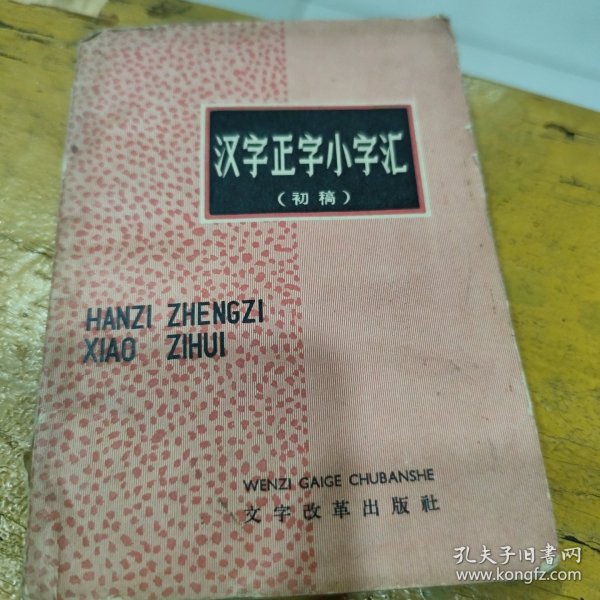 汉字正字小字汇
（初稿）
HANZI ZHENGZI
XIAO ZIHUI
WENZI GAIGE CHUBANSHE
文字改革出版社
孔夫子旧书网
www.kongfz.com